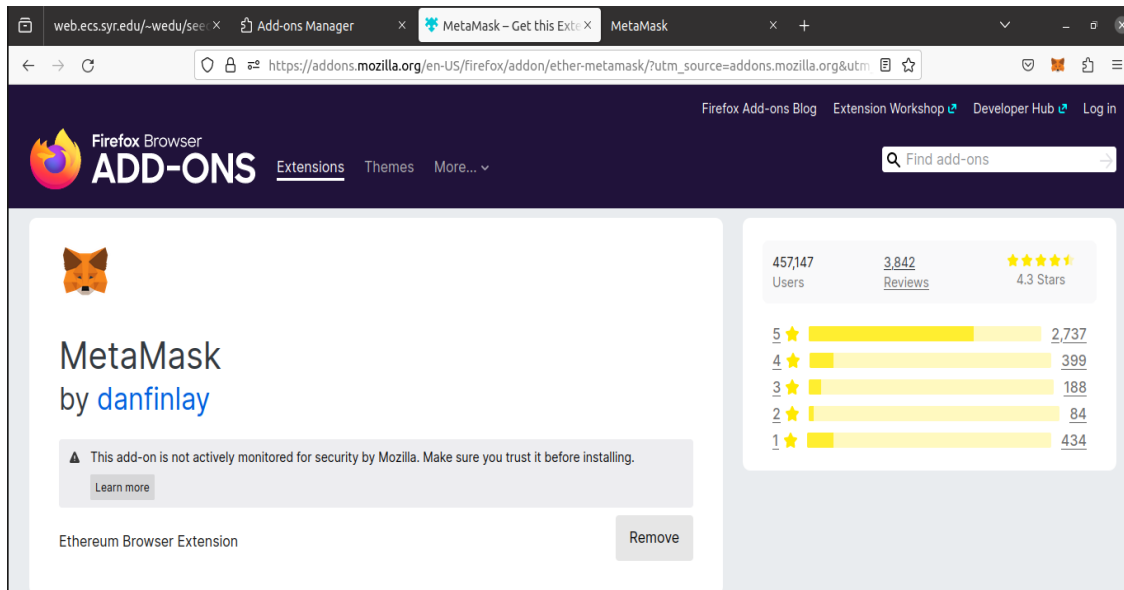 web.ecs.syr.edu/~wedu/see
Add-ons Manager
MetaMask – Get this Exte
MetaMask
https://addons.mozilla.org/en-US/firefox/addon/ether-metamask/?utm_source=addons.mozilla.org&utm
Firefox Add-ons Blog
Extension Workshop
Developer Hub
Log in
Firefox Browser
ADD-ONS
Extensions
Themes
More...
Find add-ons
MetaMask
by danfinlay
This add-on is not actively monitored for security by Mozilla. Make sure you trust it before installing.
Learn more
Ethereum Browser Extension
Remove
457,147
Users
3,842
Reviews
4.3 Stars
5 2,737
4 399
3 188
2 84
1 434